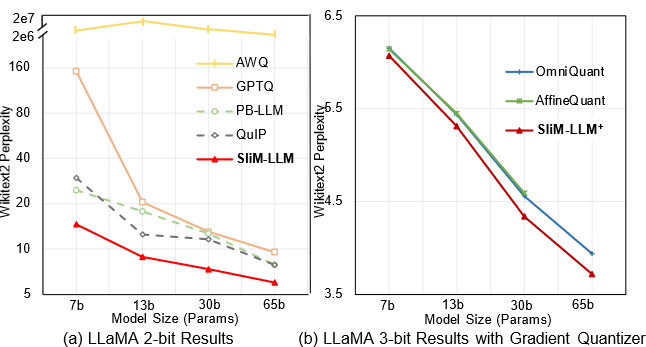 2e7
2e6
160
80
40
20
10
5
Wikitext2 Perplexity
AWQ
GPTQ
PB-LLM
QuIP
SliM-LLM
7b
13b
30b
65b
Model Size (Params)
(a) LLaMA 2-bit Results
6.5
5.5
4.5
3.5
Wikitext2 Perplexity
OmniQuant
AffineQuant
SliM-LLM⁺
7b
13b
30b
65b
Model Size (Params)
(b) LLaMA 3-bit Results with Gradient Quantizer